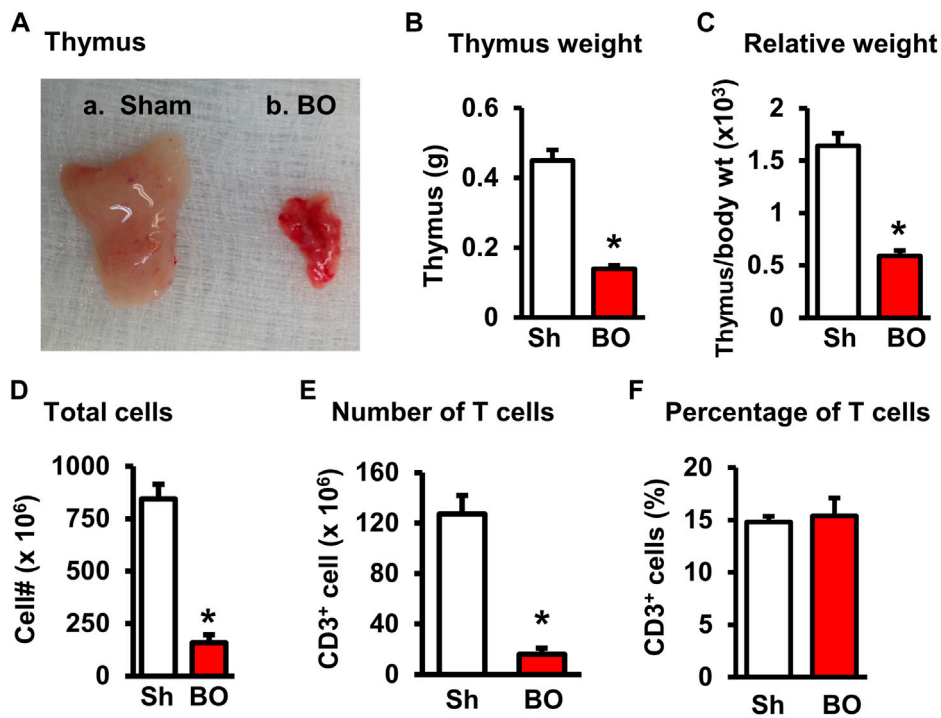 A Thymus
a. Sham b. BO
B Thymus weight
Thymus (g)
0.6
0.4
0.2
0
*
Sh BO
C Relative weight
Thymus/body wt (x10³)
2
1.5
1
0.5
0
*
Sh BO
D Total cells
Cell# (x 10⁶)
1000
750
500
250
0
*
Sh BO
E Number of T cells
CD3⁺ cell (x 10⁶)
160
120
80
40
0
*
Sh BO
F Percentage of T cells
CD3⁺ cells (%)
20
15
10
5
0
Sh BO